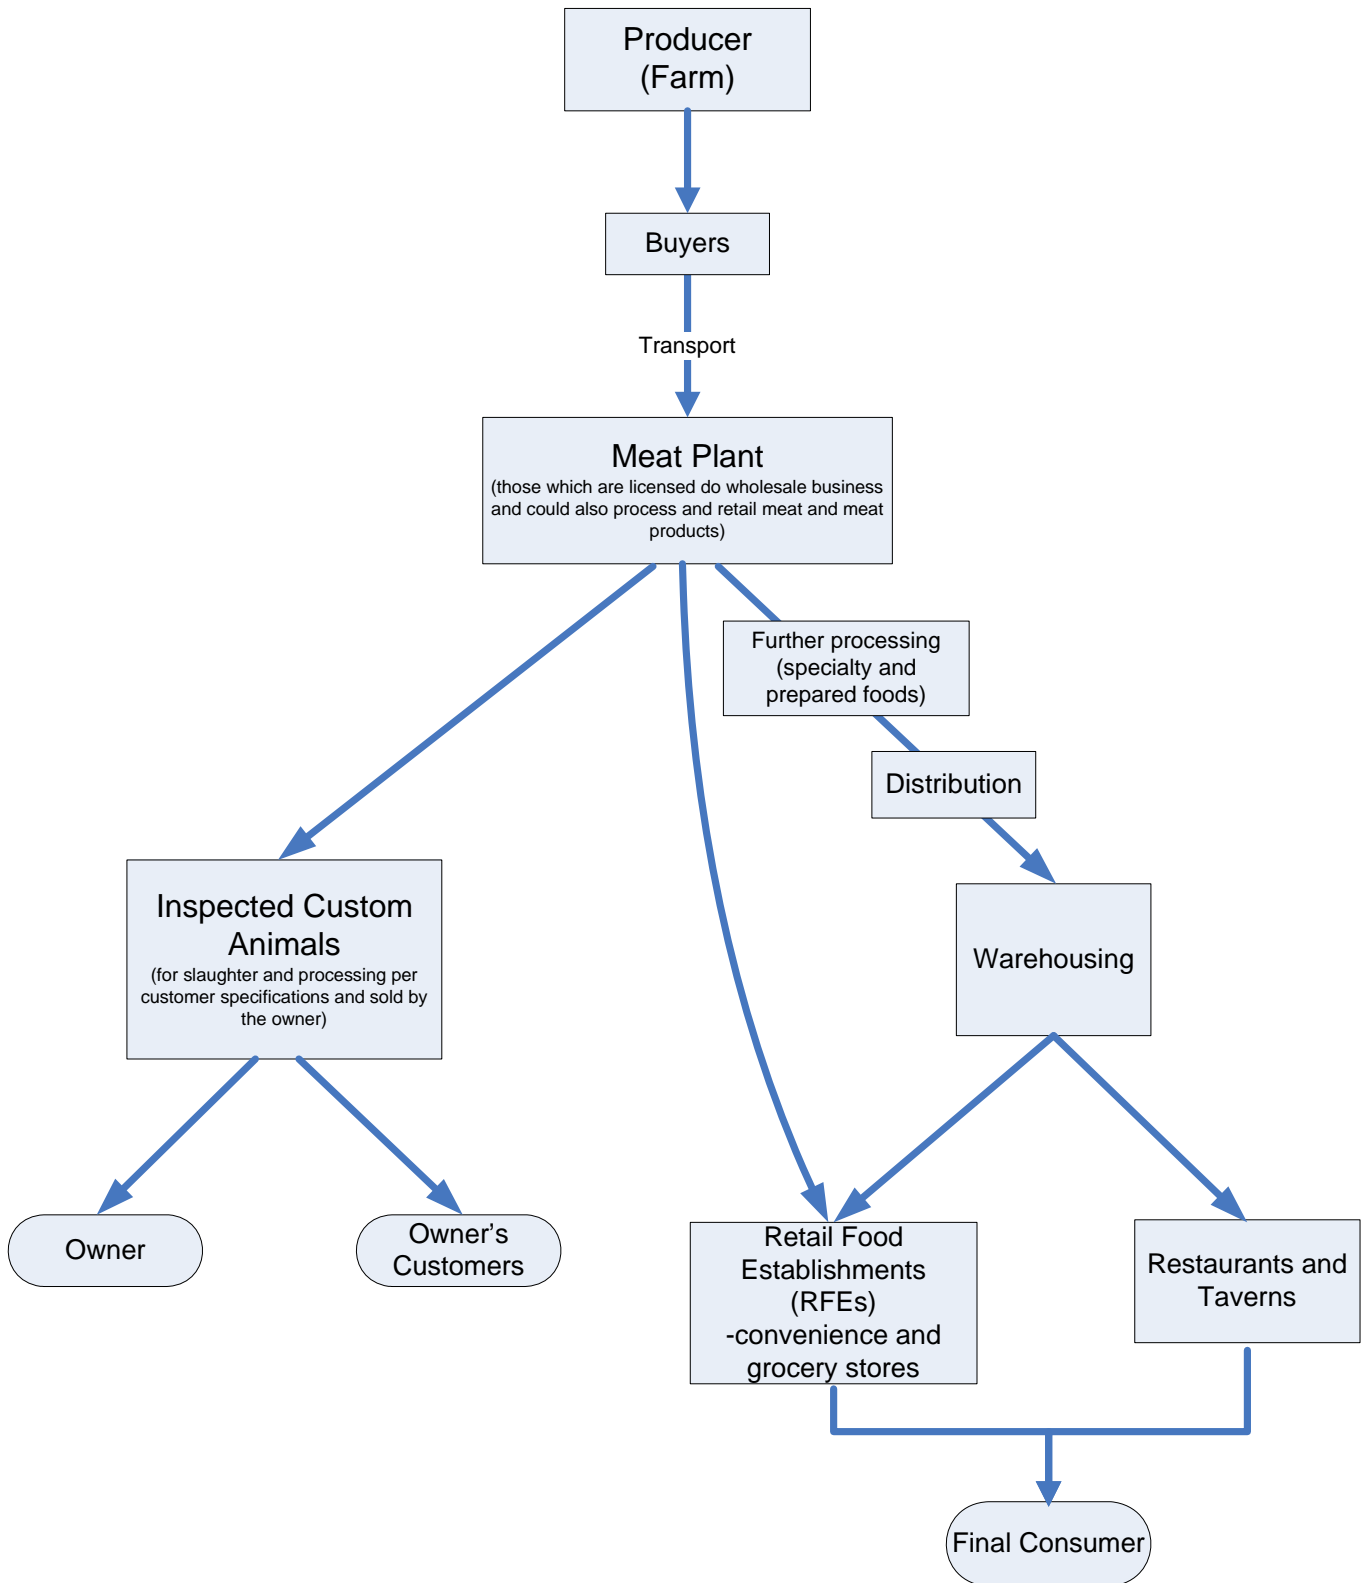 Producer
(Farm)
Buyers
Transport
Meat Plant
(those which are licensed do wholesale business
and could also process and retail meat and meat
products)
Further processing
(specialty and
prepared foods)
Distribution
Inspected Custom
Animals
(for slaughter and processing per
customer specifications and sold by
the owner)
Warehousing
Owner
Owner’s
Customers
Retail Food
Establishments
(RFEs)
-convenience and
grocery stores
Restaurants and
Taverns
Final Consumer